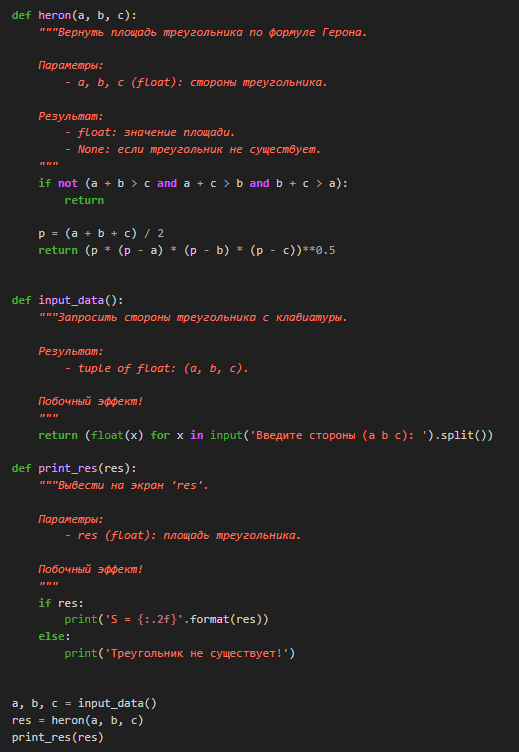 def heron(a, b, c):
    """Вернуть площадь треугольника по формуле Герона.

    Параметры:
        - a, b, c (float): стороны треугольника.

    Результат:
        - float: значение площади.
        - None: если треугольник не существует.
    """
    if not (a + b > c and a + c > b and b + c > a):
        return

    p = (a + b + c) / 2
    return (p * (p - a) * (p - b) * (p - c))**0.5


def input_data():
    """Запросить стороны треугольника с клавиатуры.

    Результат:
        - tuple of float: (a, b, c).

    Побочный эффект!
    """
    return (float(x) for x in input('Введите стороны (a b c): ').split())

def print_res(res):
    """Вывести на экран 'res'.

    Параметры:
        - res (float): площадь треугольника.

    Побочный эффект!
    """
    if res:
        print('S = {:.2f}'.format(res))
    else:
        print('Треугольник не существует!')


a, b, c = input_data()
res = heron(a, b, c)
print_res(res)